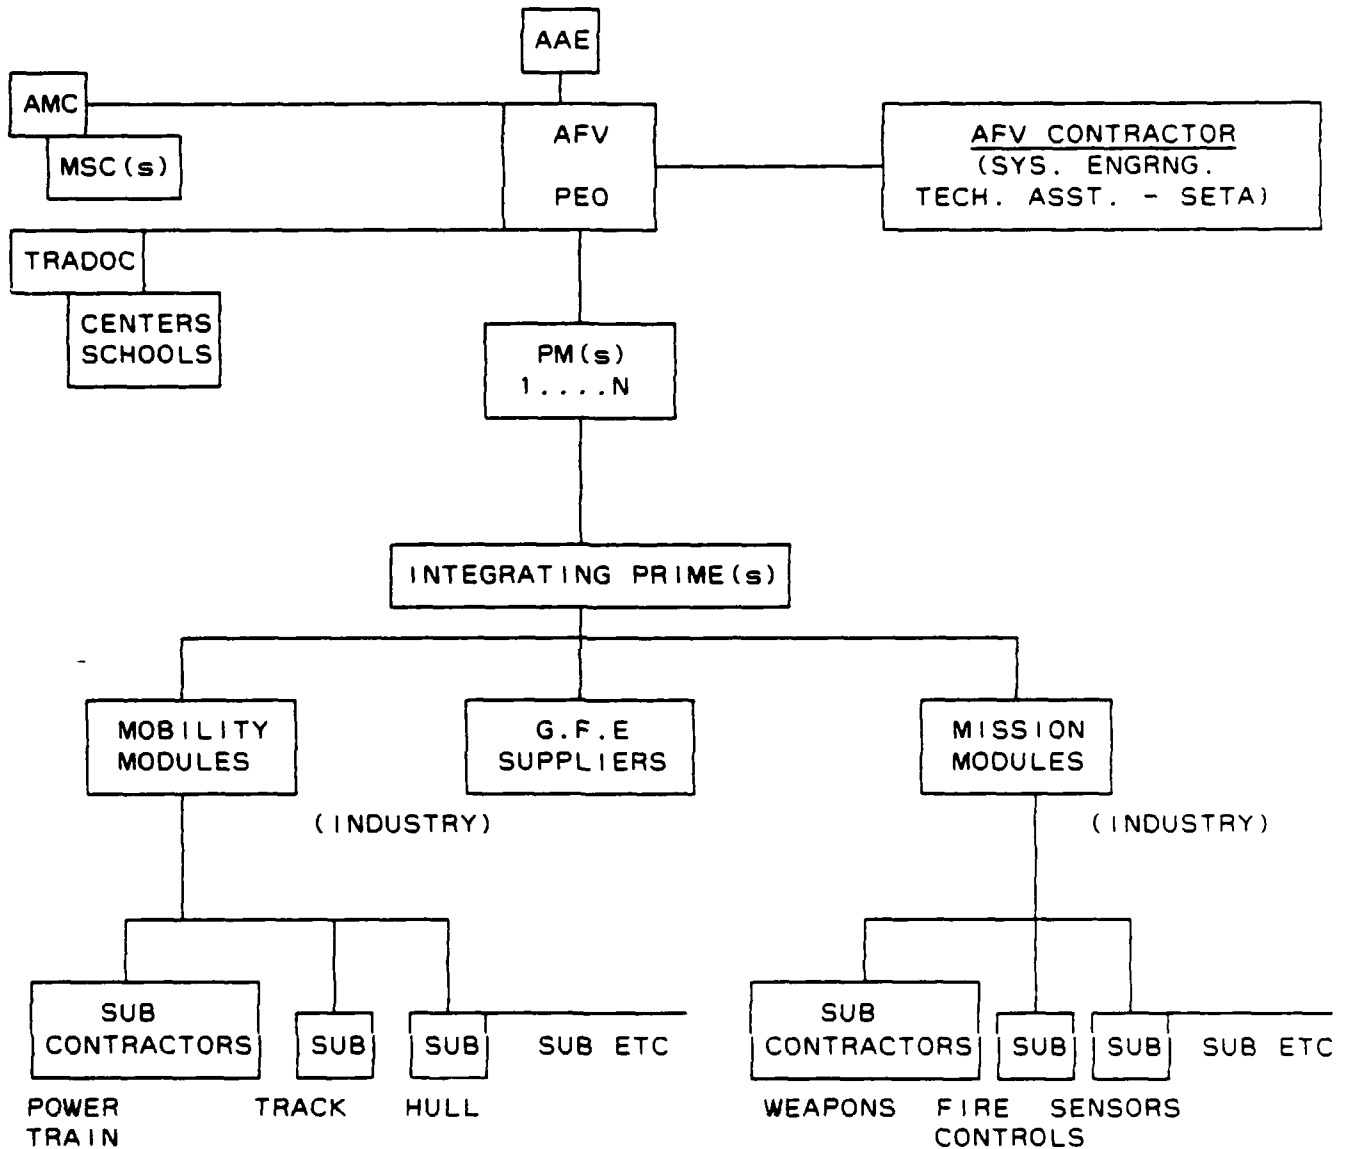 AAE
AMC
MSC(s)
AFV
PEO
AFV CONTRACTOR
(SYS. ENGRNG.
TECH. ASST. - SETA)
TRADOC
CENTERS
SCHOOLS
PM(s)
1....N
INTEGRATING PRIME(s)
MOBILITY
MODULES
G.F.E
SUPPLIERS
MISSION
MODULES
(INDUSTRY)
(INDUSTRY)
SUB
CONTRACTORS
SUB
SUB
SUB ETC
POWER
TRAIN
TRACK
HULL
SUB
CONTRACTORS
SUB
SUB
SUB ETC
WEAPONS
FIRE
CONTROLS
SENSORS